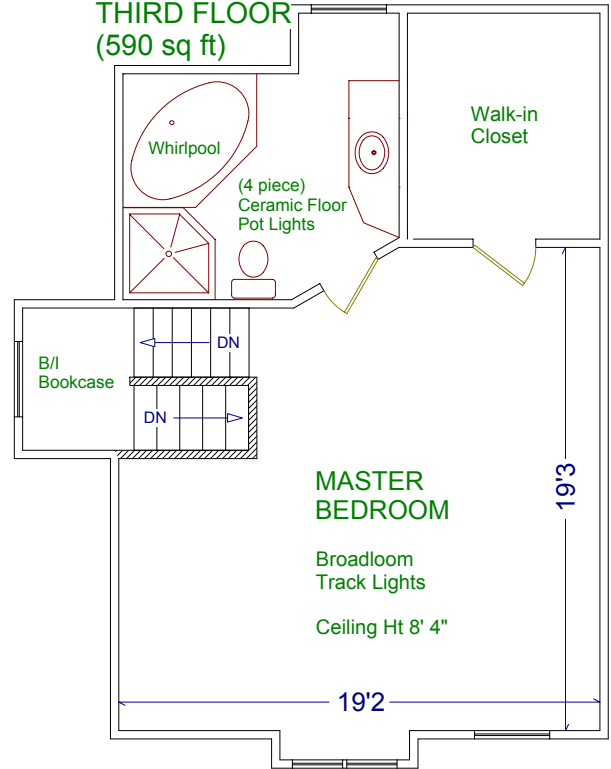 THIRD FLOOR
(590 sq ft)
Walk-in
Closet
Whirlpool
(4 piece)
Ceramic Floor
Pot Lights
DN
B/I
Bookcase
DN
MASTER
BEDROOM
19'3
Broadloom
Track Lights
Ceiling Ht 8' 4"
19'2